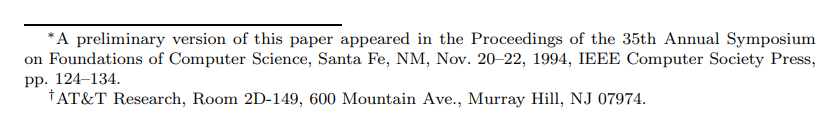 *A preliminary version of this paper appeared in the Proceedings of the 35th Annual Symposium
on Foundations of Computer Science, Santa Fe, NM, Nov. 20–22, 1994, IEEE Computer Society Press,
pp. 124–134.
†AT&T Research, Room 2D-149, 600 Mountain Ave., Murray Hill, NJ 07974.